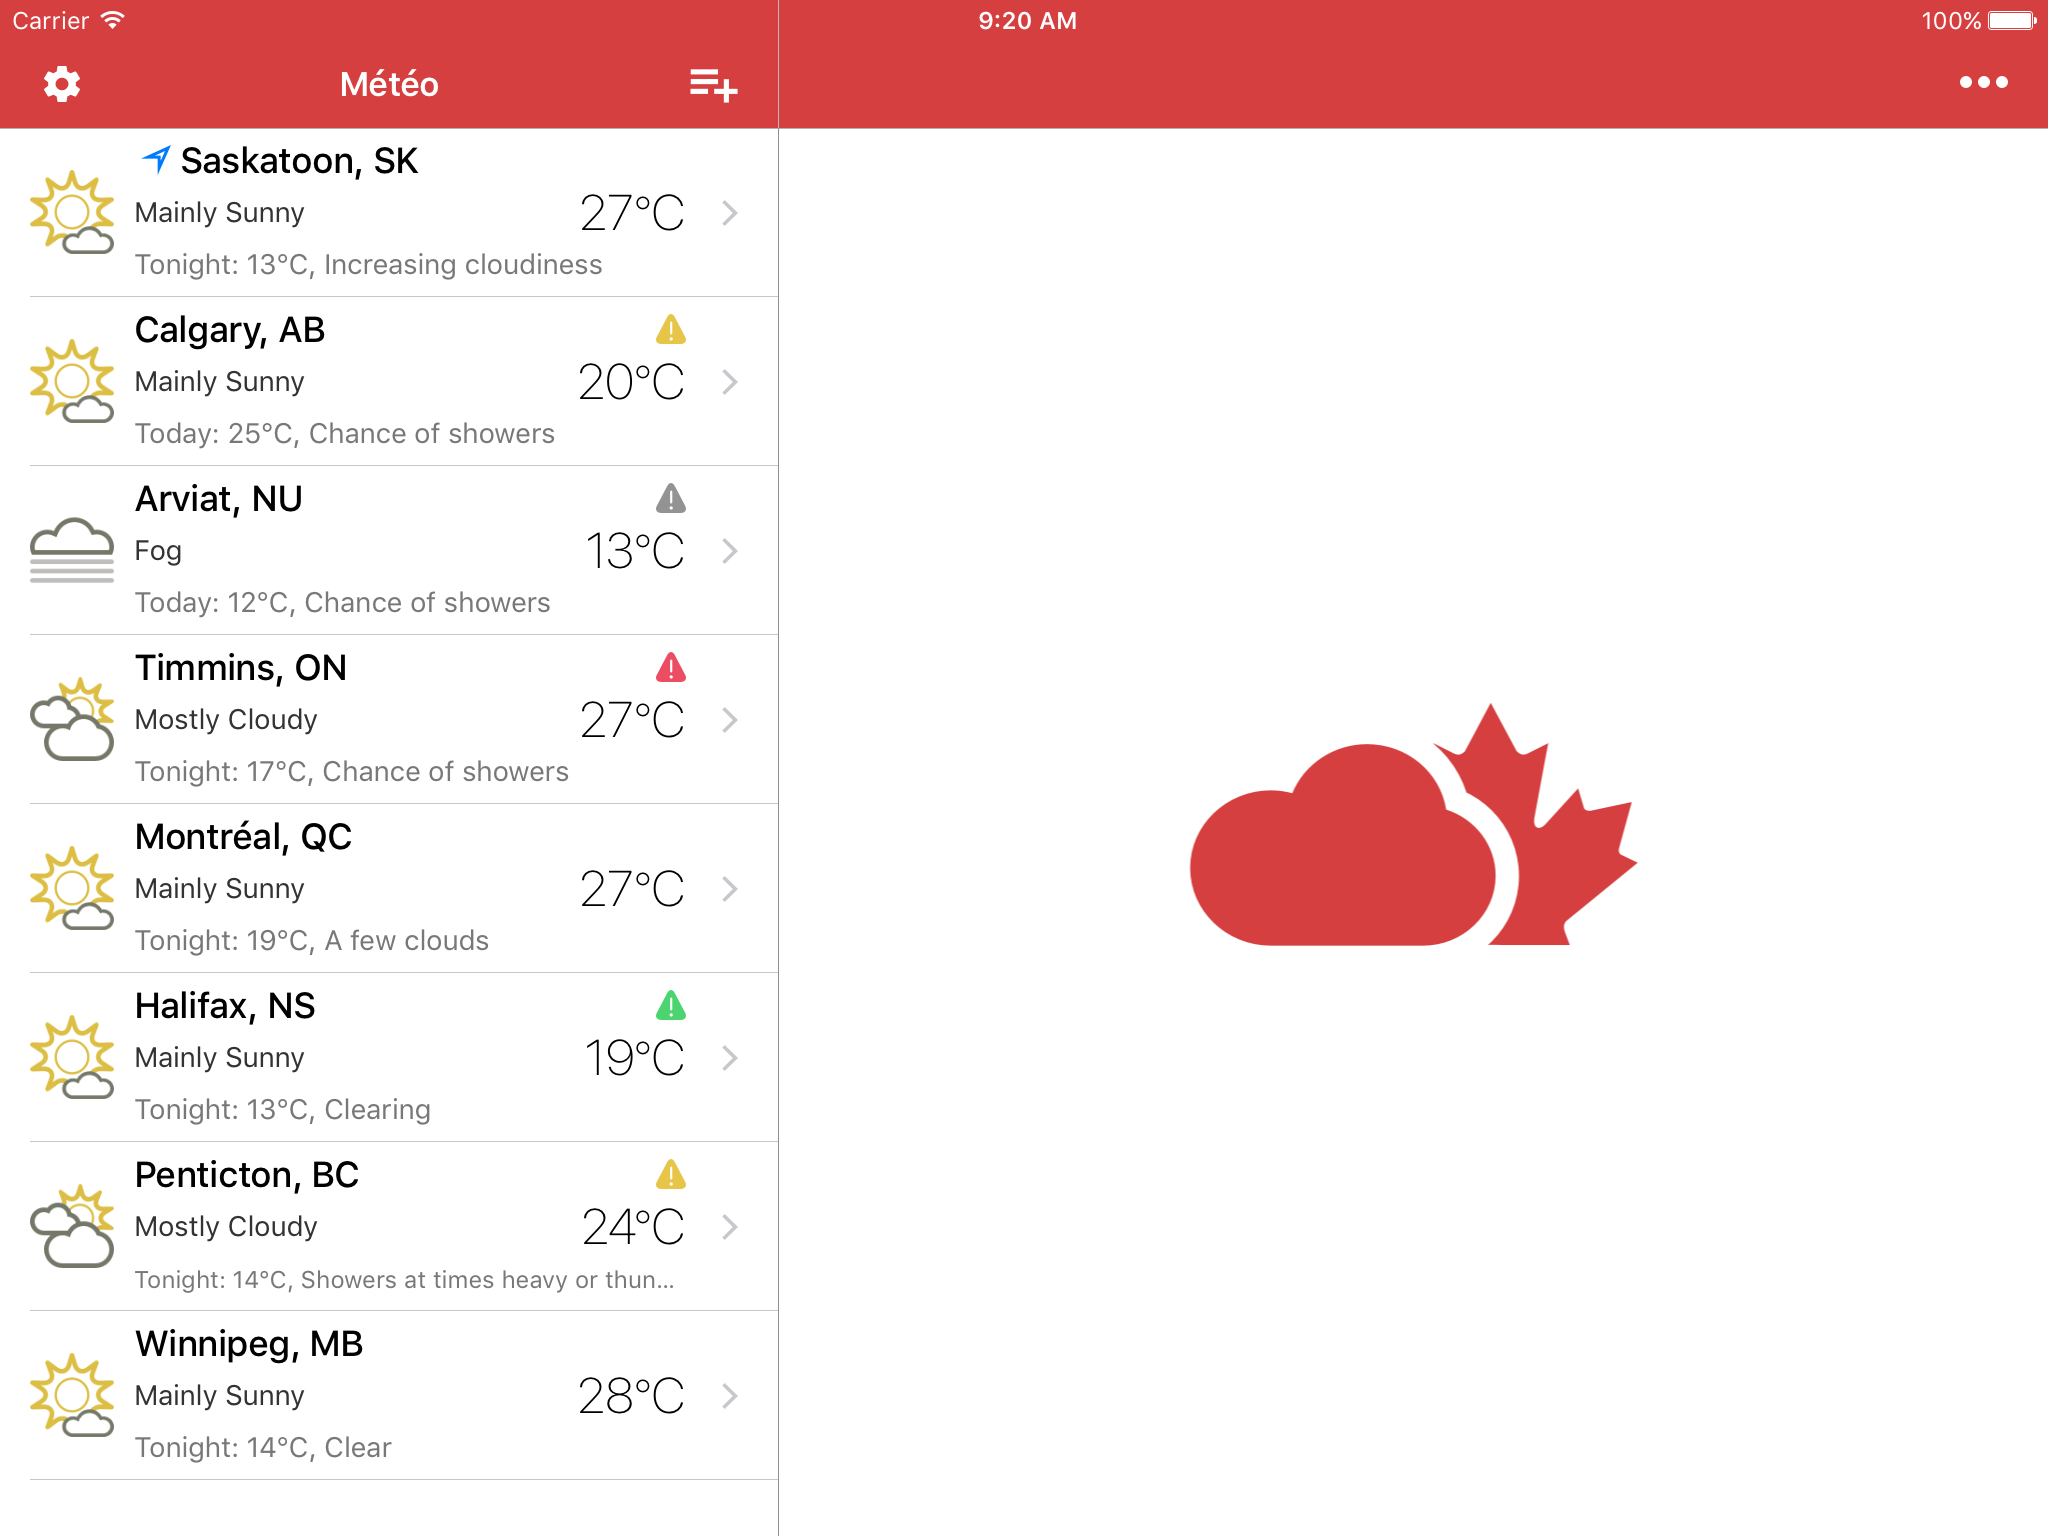 Carrier
9:20 AM
100%
Météo
Saskatoon, SK
Mainly Sunny
27°C
Tonight: 13°C, Increasing cloudiness
Calgary, AB
Mainly Sunny
20°C
Today: 25°C, Chance of showers
Arviat, NU
Fog
13°C
Today: 12°C, Chance of showers
Timmins, ON
Mostly Cloudy
27°C
Tonight: 17°C, Chance of showers
Montréal, QC
Mainly Sunny
27°C
Tonight: 19°C, A few clouds
Halifax, NS
Mainly Sunny
19°C
Tonight: 13°C, Clearing
Penticton, BC
Mostly Cloudy
24°C
Tonight: 14°C, Showers at times heavy or thun...
Winnipeg, MB
Mainly Sunny
28°C
Tonight: 14°C, Clear